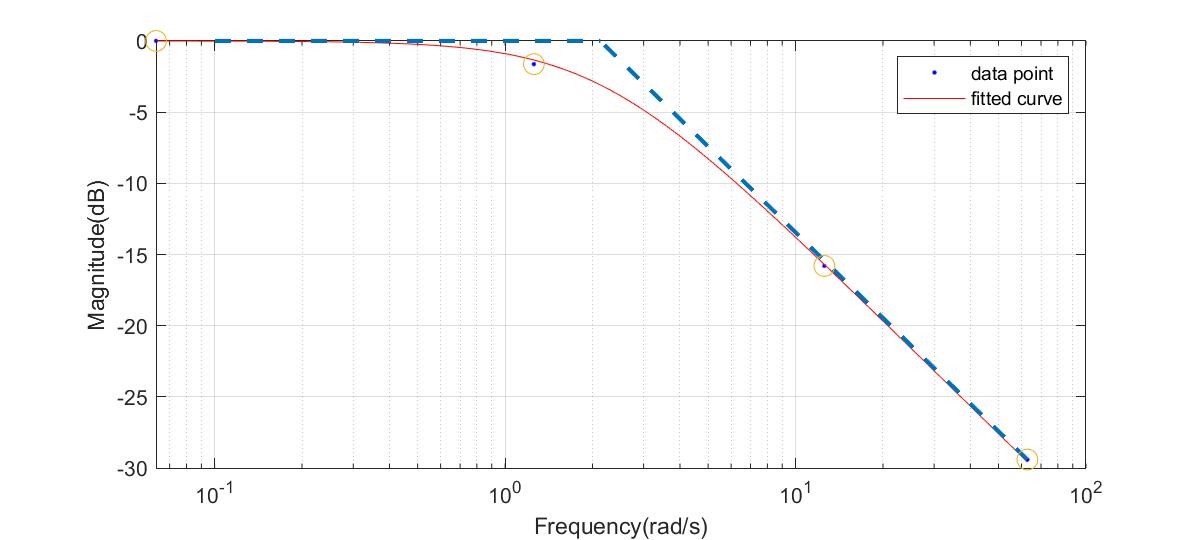 0
-5
-10
-15
-20
-25
-30
Magnitude(dB)
data point
fitted curve
10^-1
10^0
10^1
10^2
Frequency(rad/s)